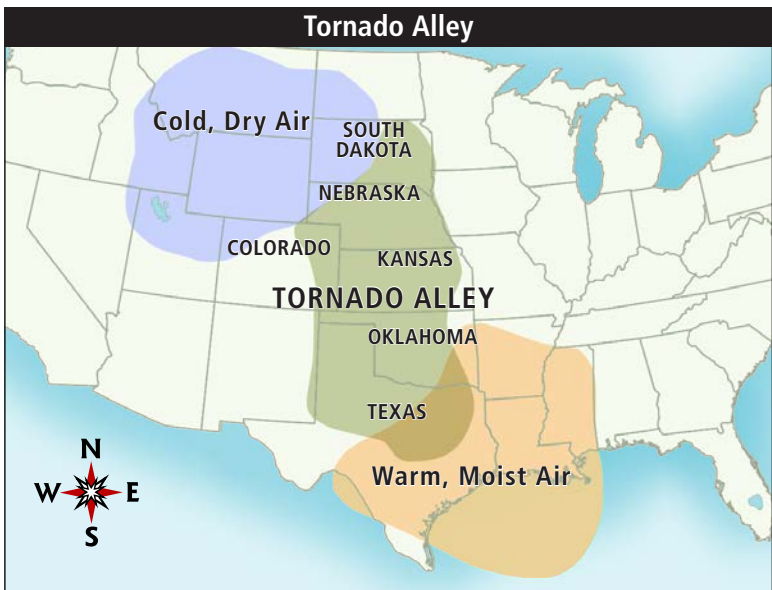 Tornado Alley
Cold, Dry Air
SOUTH
DAKOTA
NEBRASKA
COLORADO
KANSAS
TORNADO ALLEY
OKLAHOMA
TEXAS
Warm, Moist Air
N
W E
S